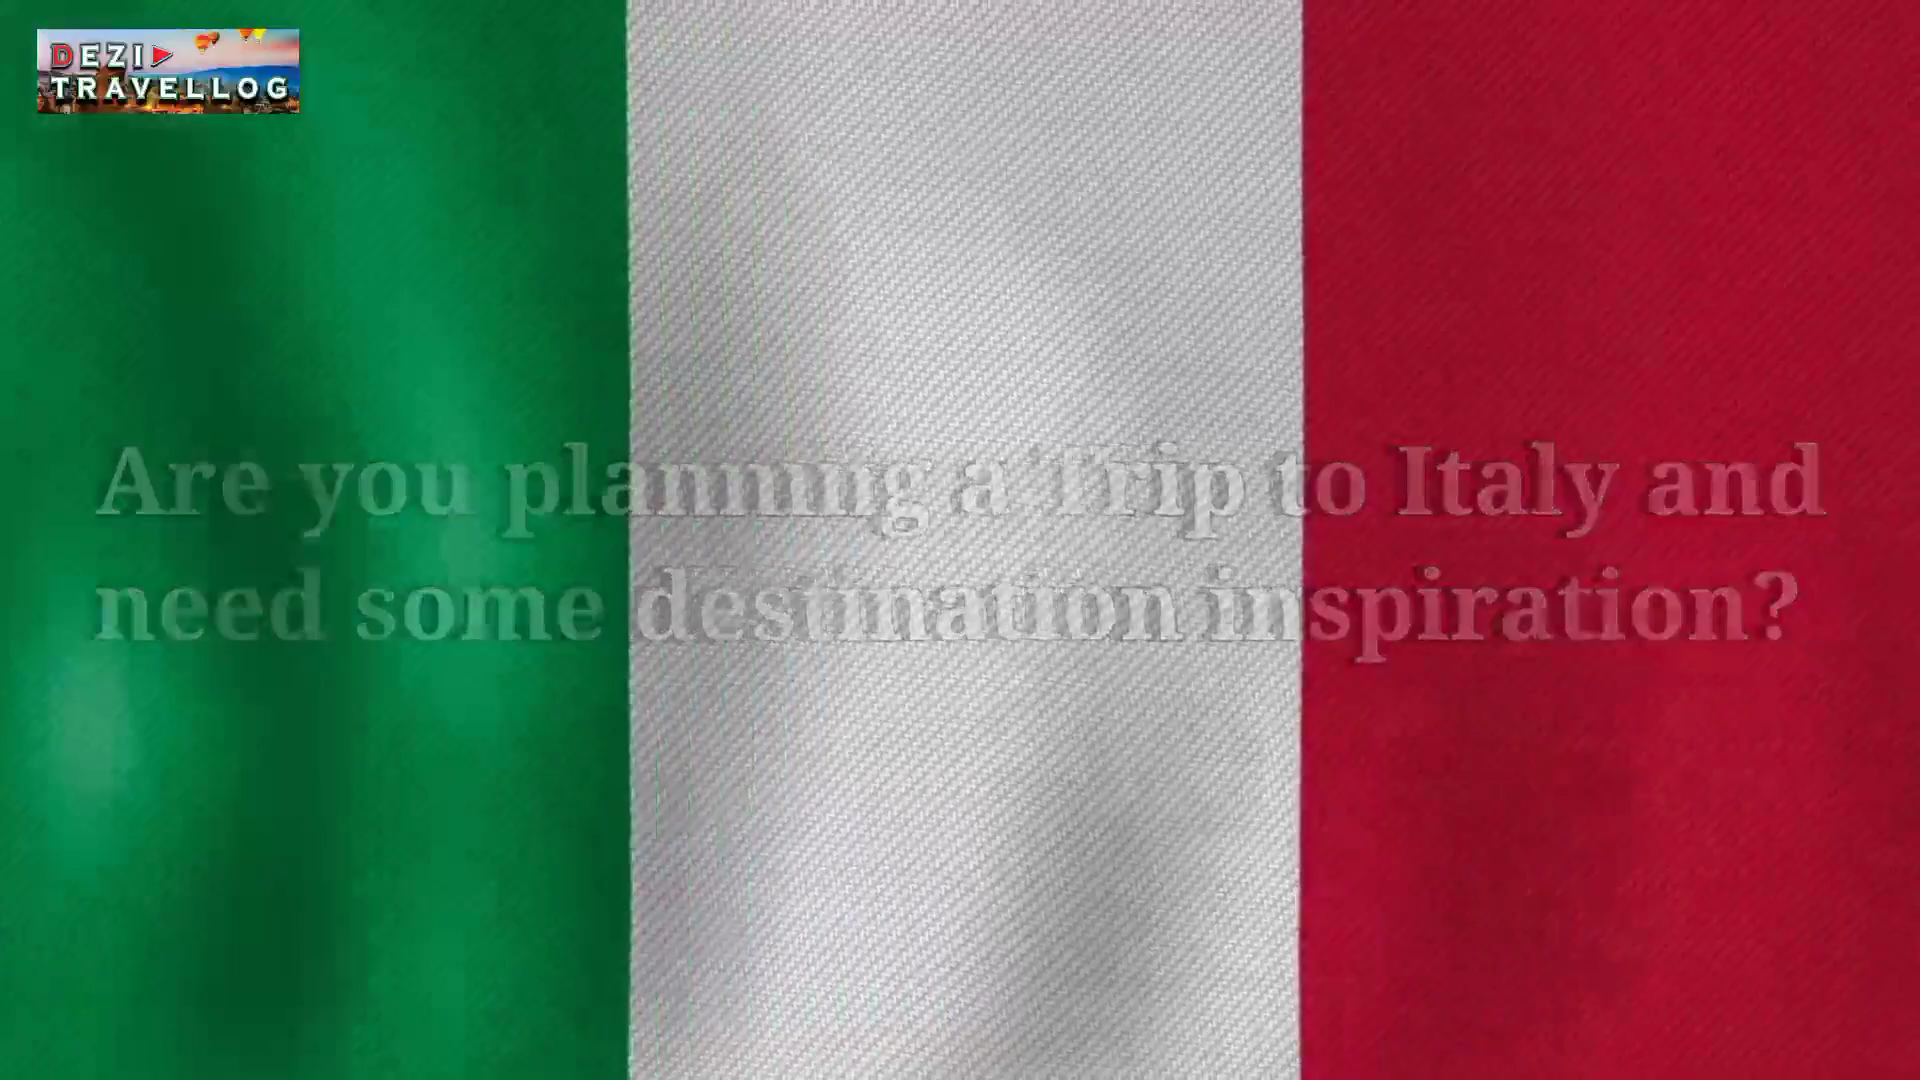 DEZI
TRAVELLOG
Are you planning a Trip to Italy and
need some destination inspiration?